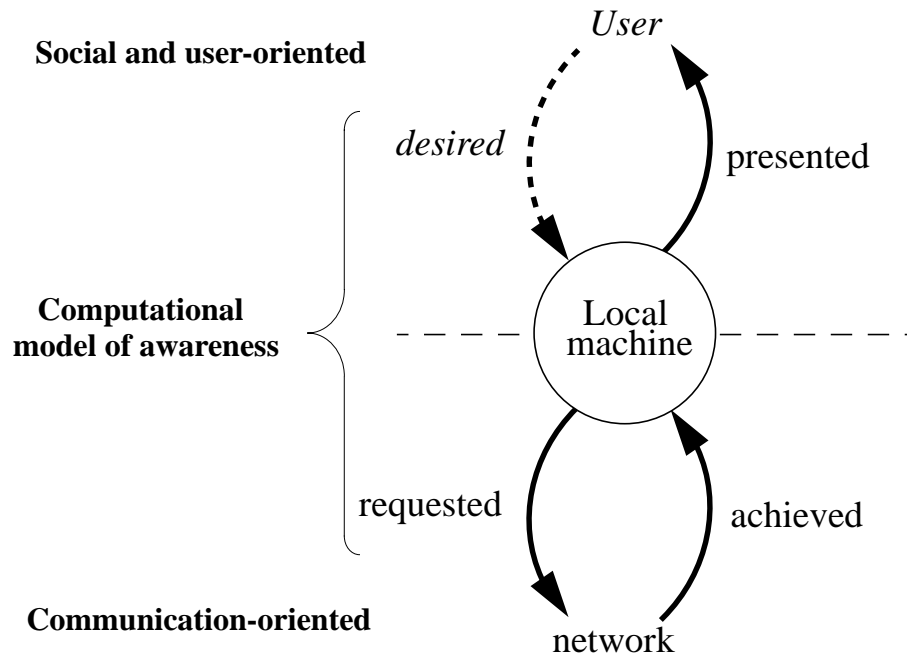 User
Social and user-oriented
desired
presented
Computational
model of awareness
Local
machine
requested
achieved
Communication-oriented
network